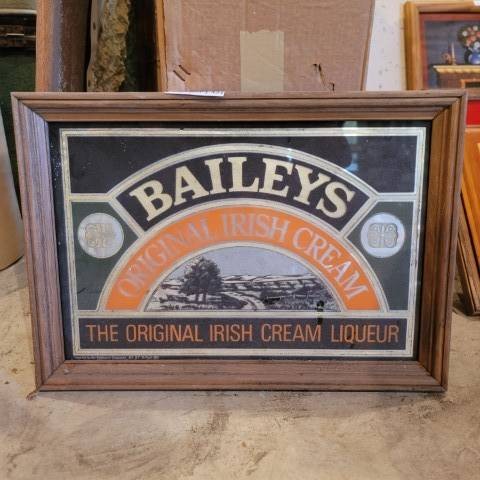 BAILEYS
ORIGINAL IRISH CREAM
THE ORIGINAL IRISH CREAM LIQUEUR